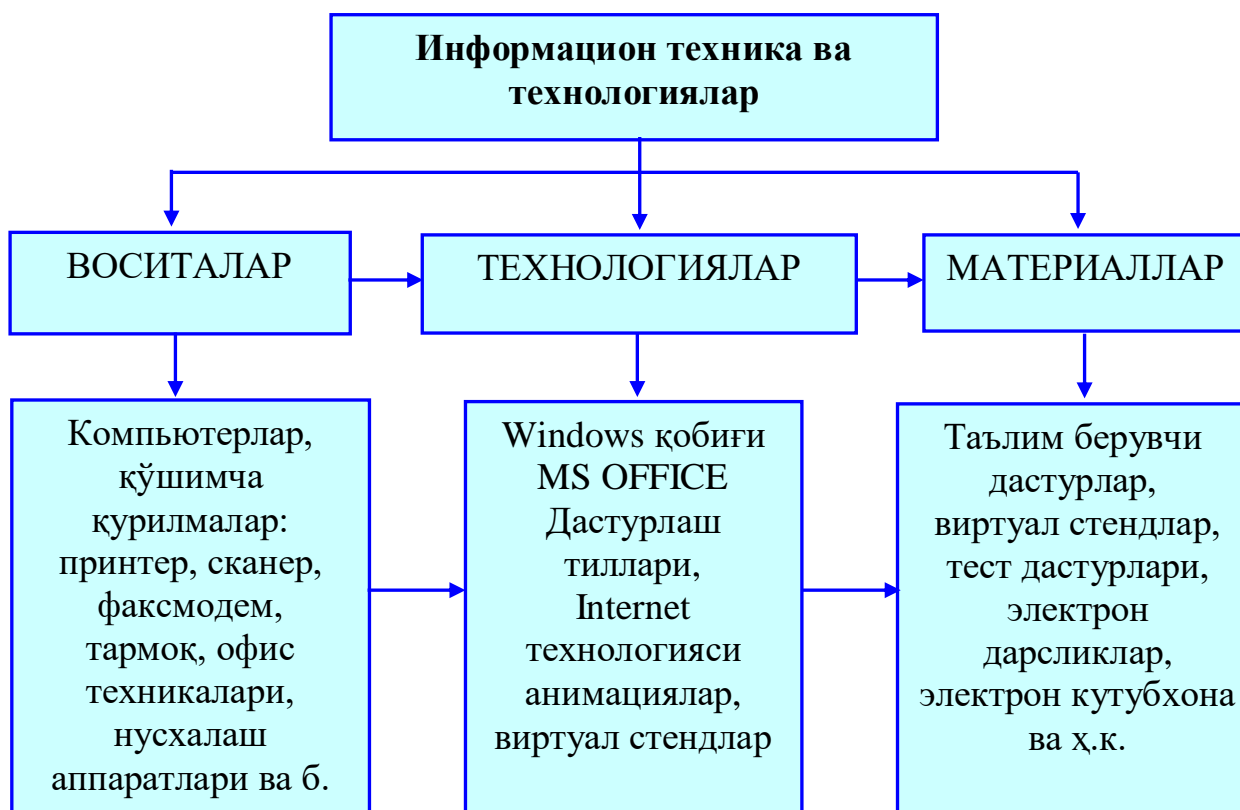 Информацион техника ва
технологиялар
ВОСИТАЛАР
ТЕХНОЛОГИЯЛАР
МАТЕРИАЛЛАР
Компьютерлар,
қўшимча
қурилмалар:
принтер, сканер,
факсмодем,
тармоқ, офис
техникалари,
нусхалаш
аппаратлари ва б.
Windows қобиғи
MS OFFICE
Дастурлаш
тиллари,
Internet
технологияси
анимациялар,
виртуал стендлар
Таълим берувчи
дастурлар,
виртуал стендлар,
тест дастурлари,
электрон
дарсликлар,
электрон кутубхона
ва ҳ.к.